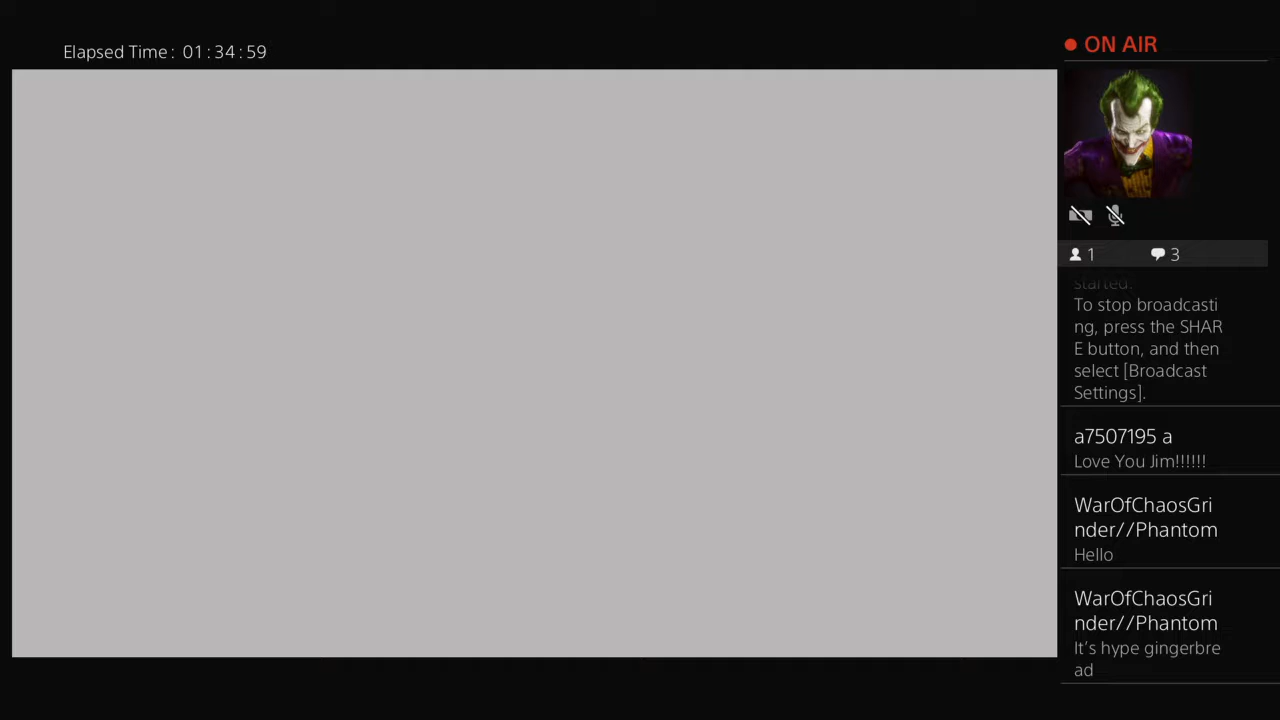 Elapsed Time: 01:34:59
ON AIR
1 3
started.
To stop broadcasti
ng, press the SHAR
E button, and then
select [Broadcast
Settings].
a7507195 a
Love You Jim!!!!!!
WarOfChaosGri
nder//Phantom
Hello
WarOfChaosGri
nder//Phantom
It's hype gingerbre
ad